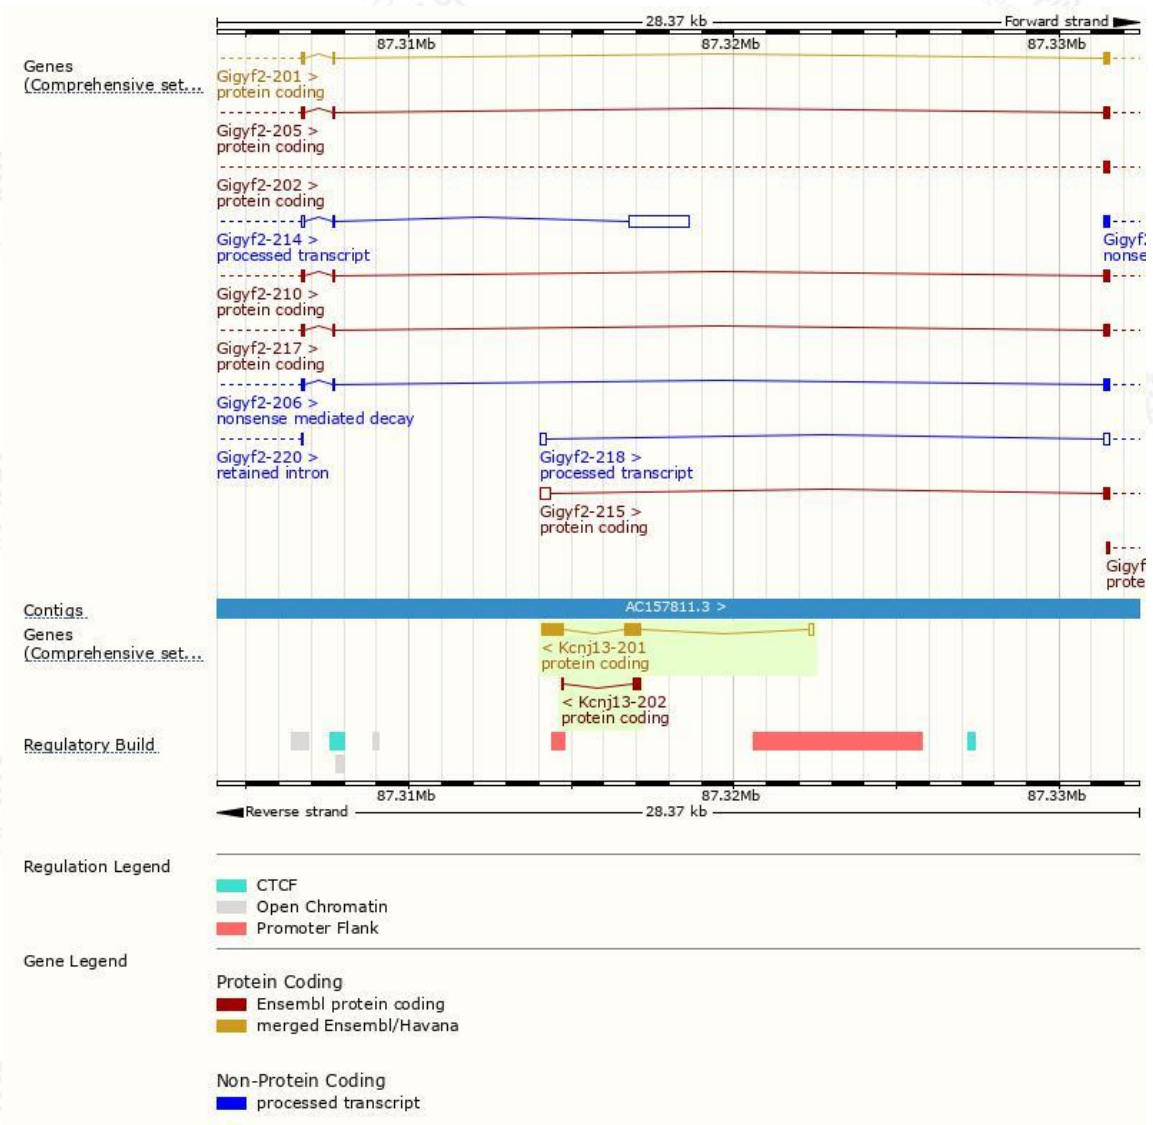 28.37 kb Forward strand
87.31Mb 87.32Mb 87.33Mb
Genes
(Comprehensive set...
Gigyf2-201 >
protein coding
Gigyf2-205 >
protein coding
Gigyf2-202 >
protein coding
Gigyf2-214 > Gigyf2
processed transcript nonse
Gigyf2-210 >
protein coding
Gigyf2-217 >
protein coding
Gigyf2-206 >
nonsense mediated decay
Gigyf2-220 > Gigyf2-218 >
retained intron processed transcript
Gigyf2-215 >
protein coding
Gigyf
prote
Contigs AC157811.3 >
Genes
(Comprehensive set...
< Kcnj13-201
protein coding
< Kcnj13-202
protein coding
Regulatory Build
87.31Mb 87.32Mb 87.33Mb
Reverse strand 28.37 kb
Regulation Legend
CTCF
Open Chromatin
Promoter Flank
Gene Legend
Protein Coding
Ensembl protein coding
merged Ensembl/Havana
Non-Protein Coding
processed transcript